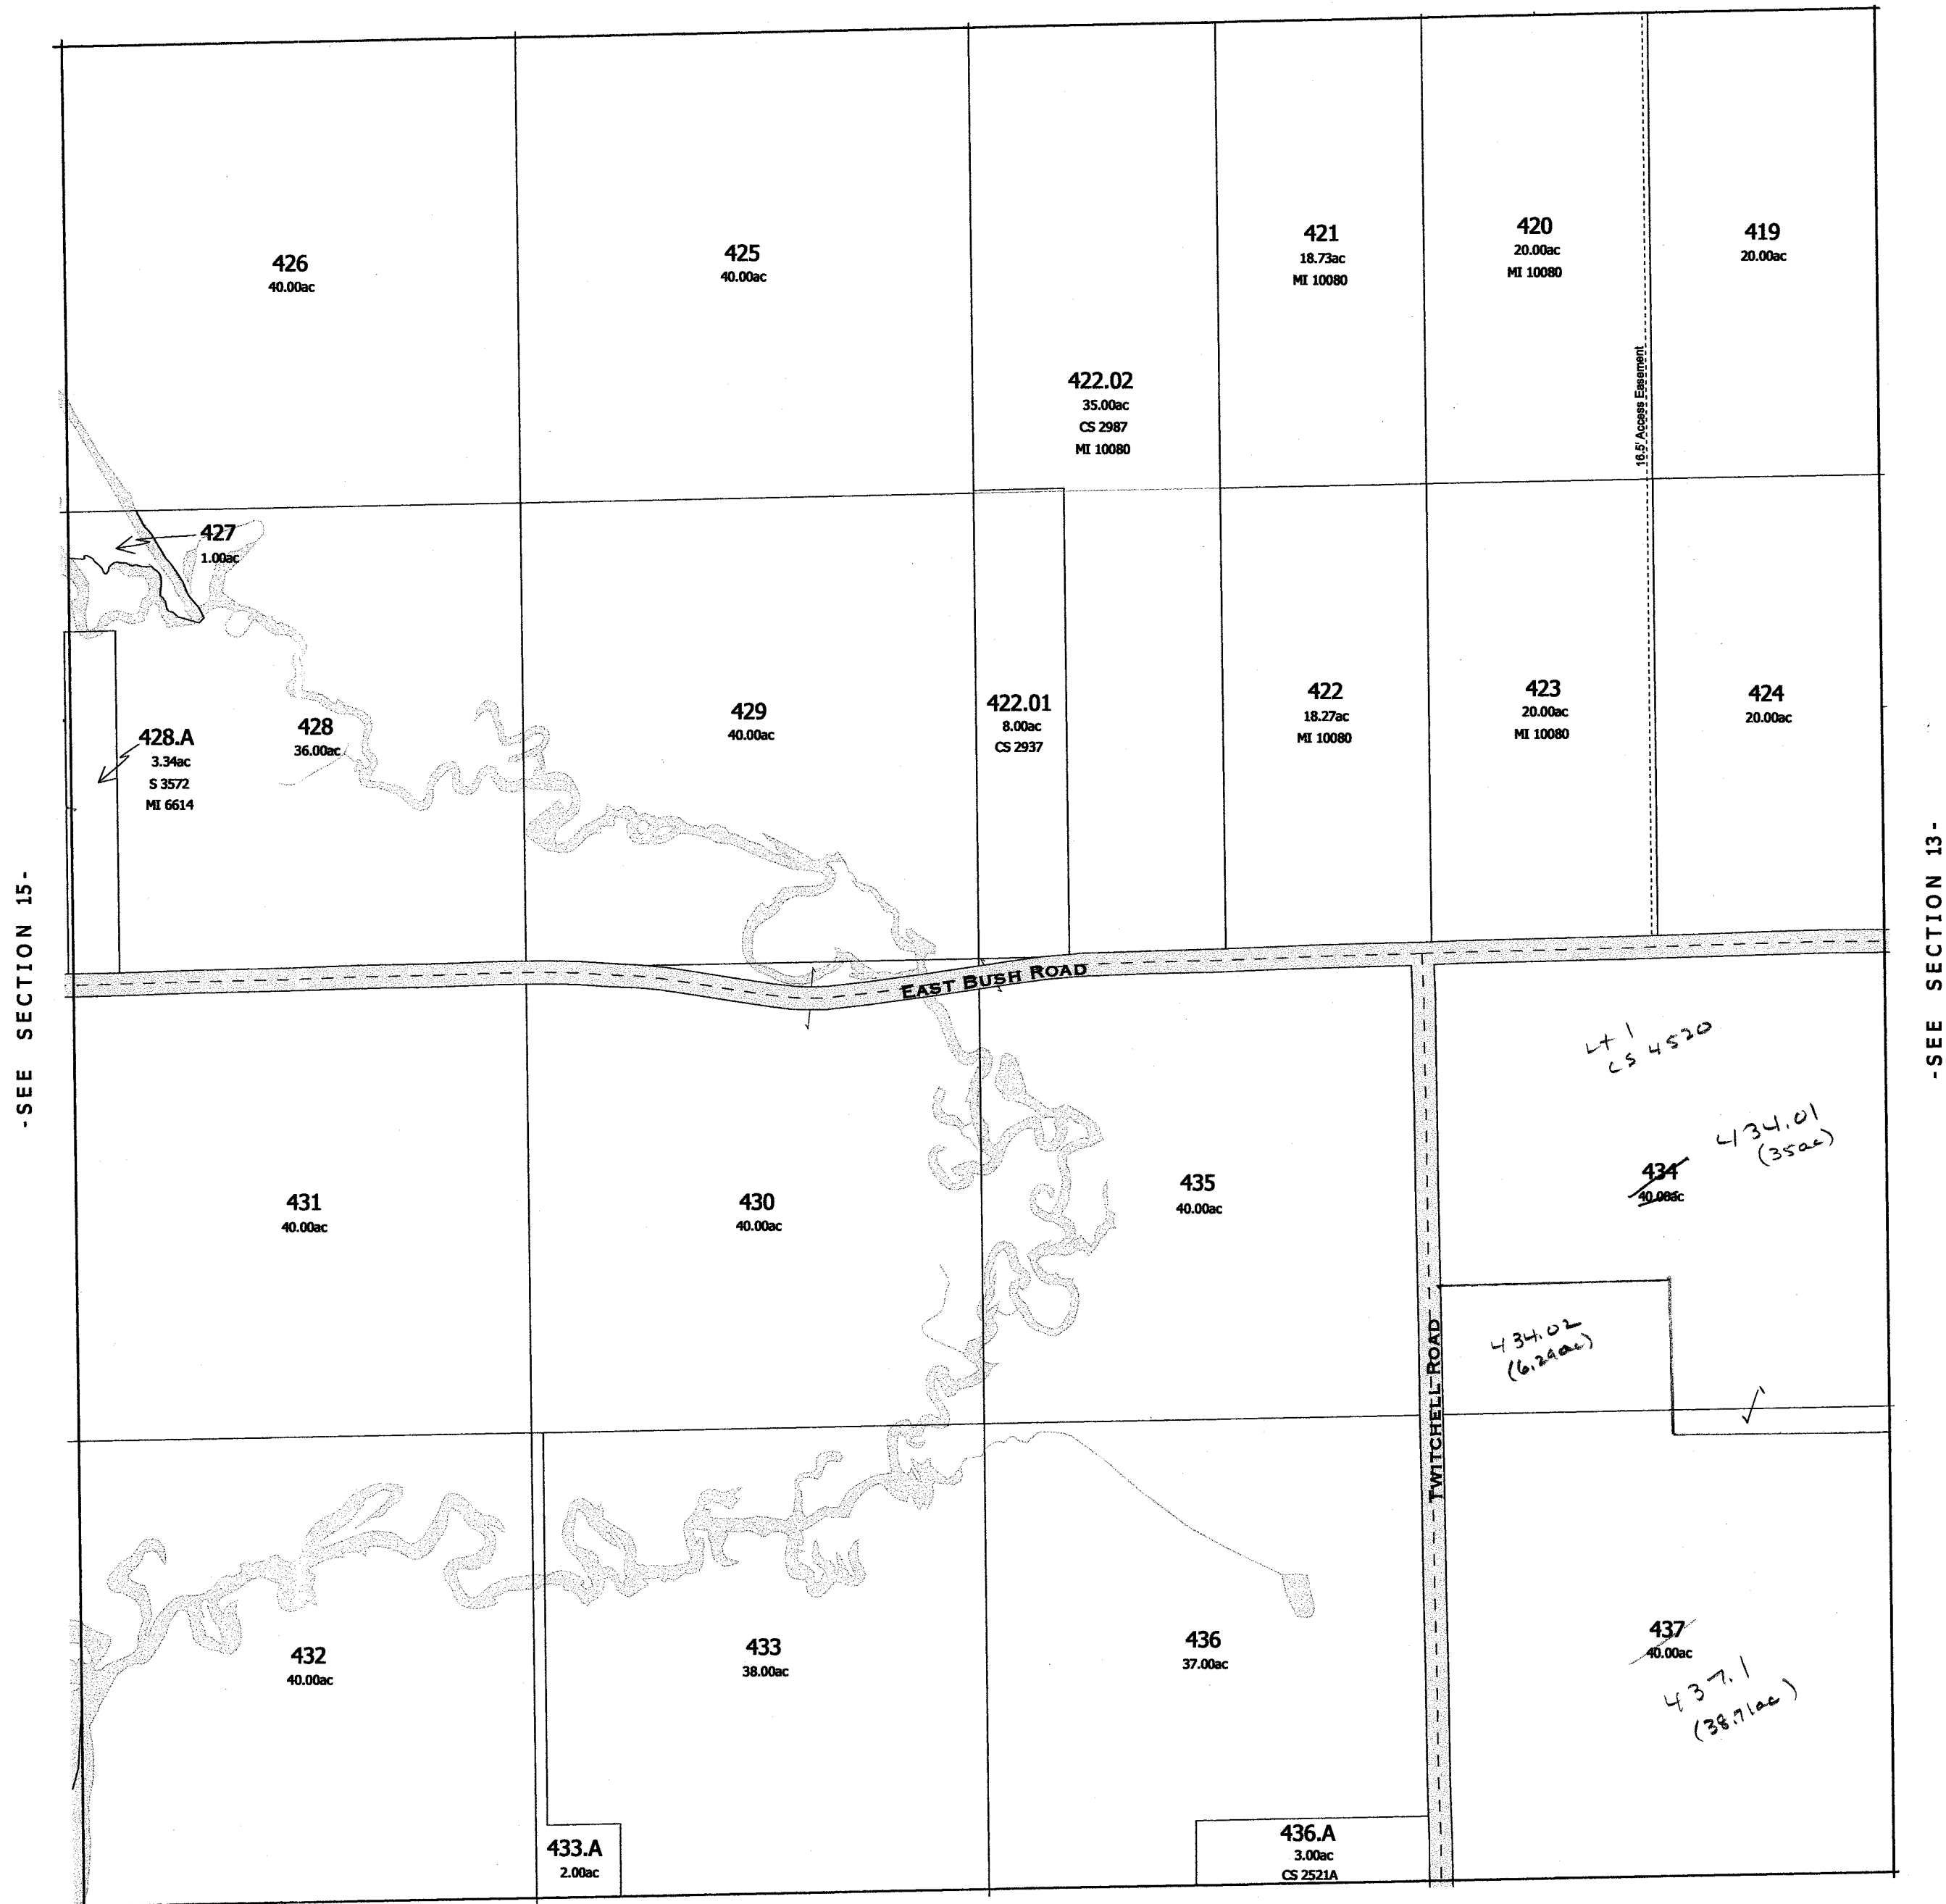 426
40.00ac
425
40.00ac
421
18.73ac
MI 10080
420
20.00ac
MI 10080
419
20.00ac
422.02
35.00ac
CS 2987
MI 10080
16.5' Access Easement
427
1.00ac
428.A
3.34ac
S 3572
MI 6614
428
36.00ac
429
40.00ac
422.01
8.00ac
CS 2937
422
18.27ac
MI 10080
423
20.00ac
MI 10080
424
20.00ac
-SEE SECTION 15-
-SEE SECTION 13-
EAST BUSH ROAD
Lt 1
CS 4520
434.01
(35ac)
434
40.00ac
431
40.00ac
430
40.00ac
435
40.00ac
434.02
(6.29ac)
TWITCHELL ROAD
432
40.00ac
433
38.00ac
436
37.00ac
437
40.00ac
437.1
(38.71ac)
433.A
2.00ac
436.A
3.00ac
CS 2521A